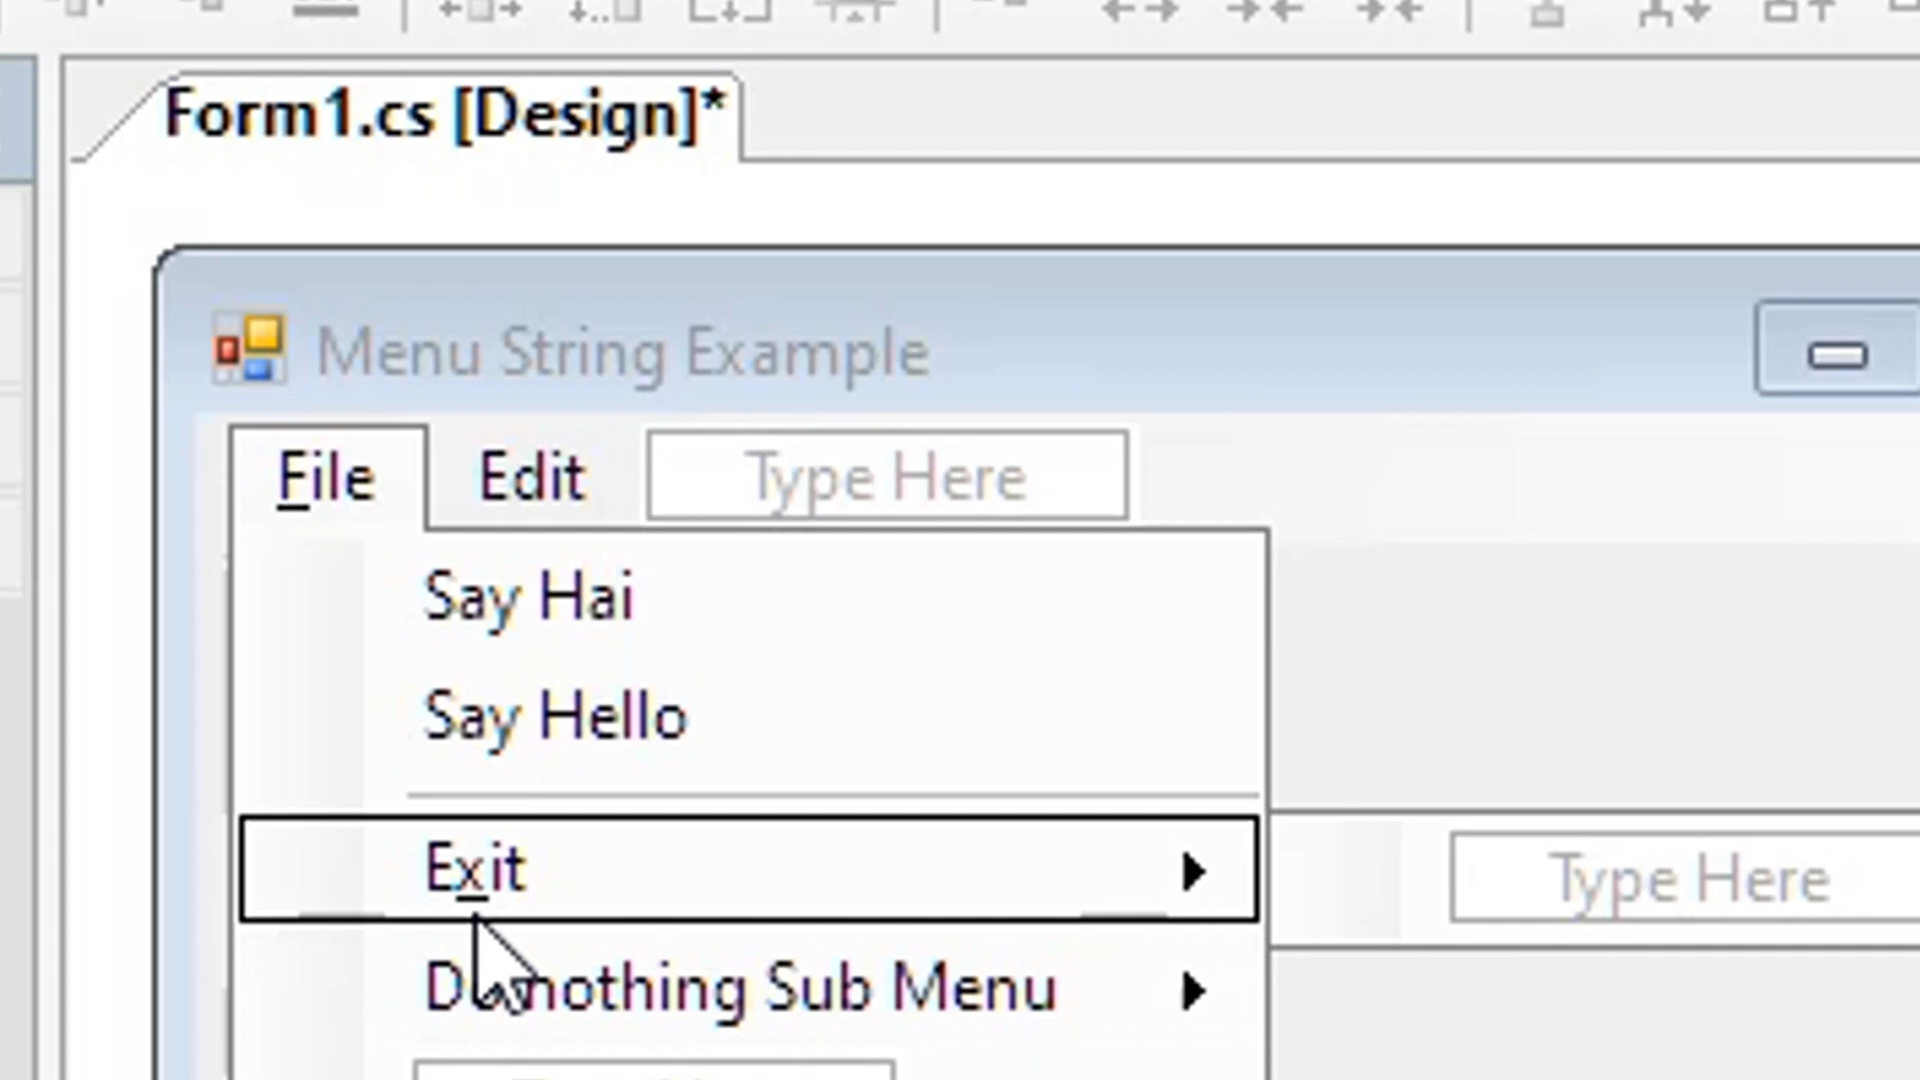 Form1.cs [Design]*
Menu String Example
File Edit Type Here
Say Hai
Say Hello
Exit
Type Here
nothing Sub Menu